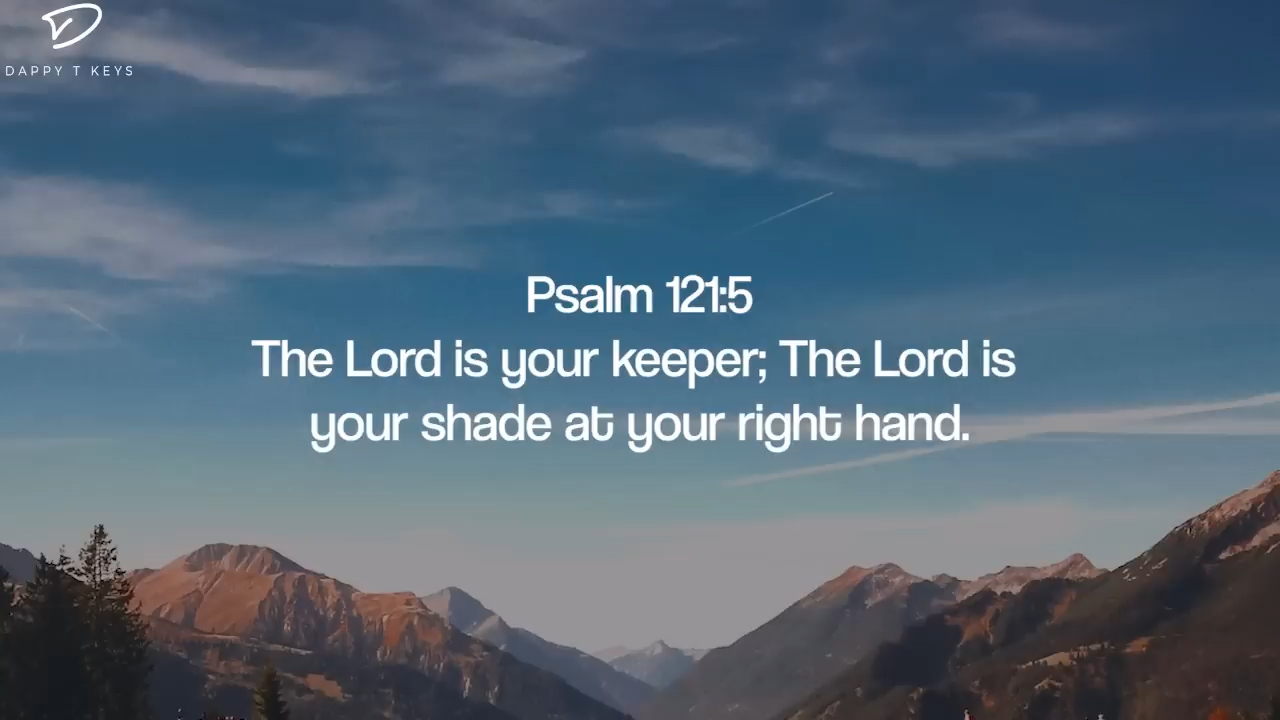 DAPPY T KEYS
Psalm 121:5
The Lord is your keeper; The Lord is
your shade at your right hand.